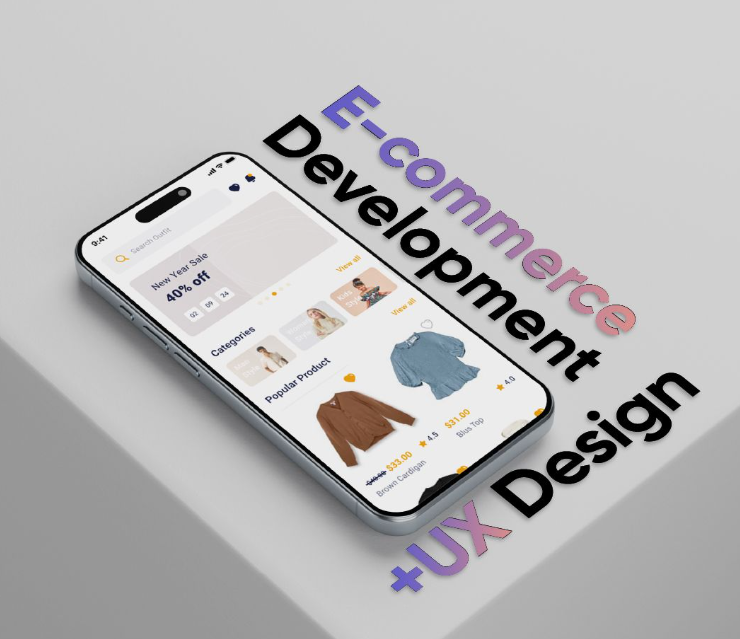 E-commerce
Development
+UX Design
9:41
Search Outfit
New Year Sale
40% off
02 09 24
Categories
View all
Popular Product
View all
4.5
$33.00
Brown Cardigan
4.0
$31.00
Blus Top